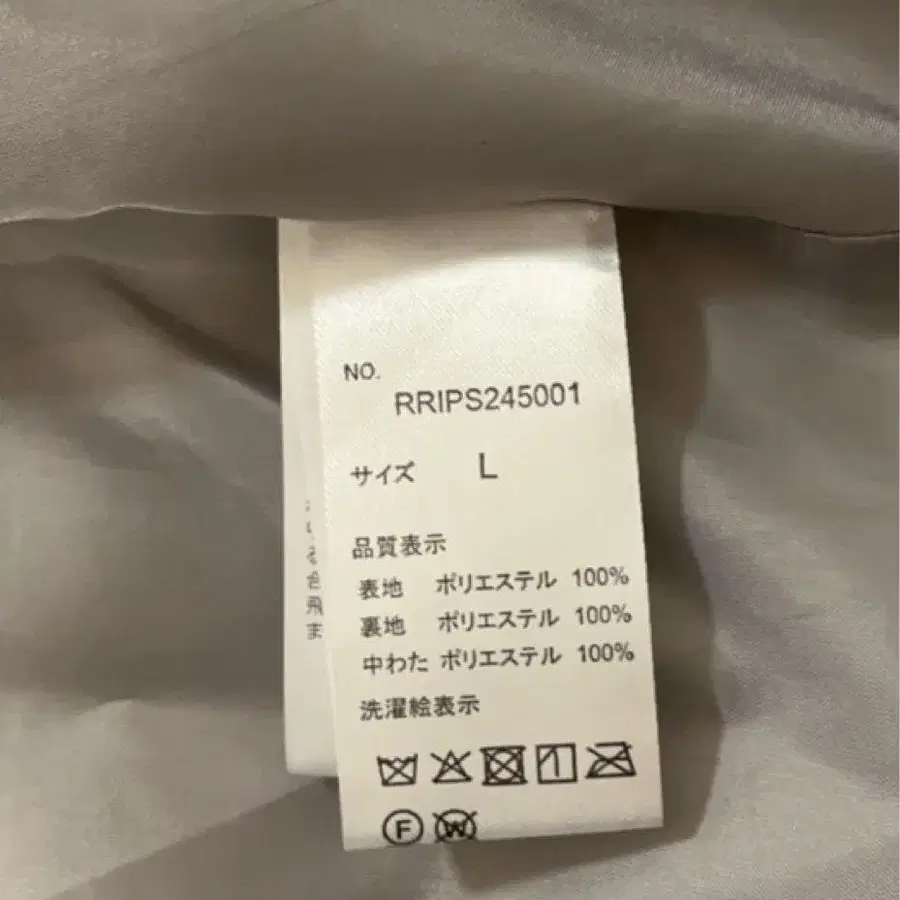 NO.
RRIPS245001
サイズ L
品質表示
表地 ポリエステル 100%
裏地 ポリエステル 100%
中わた ポリエステル 100%
洗濯絵表示
F W